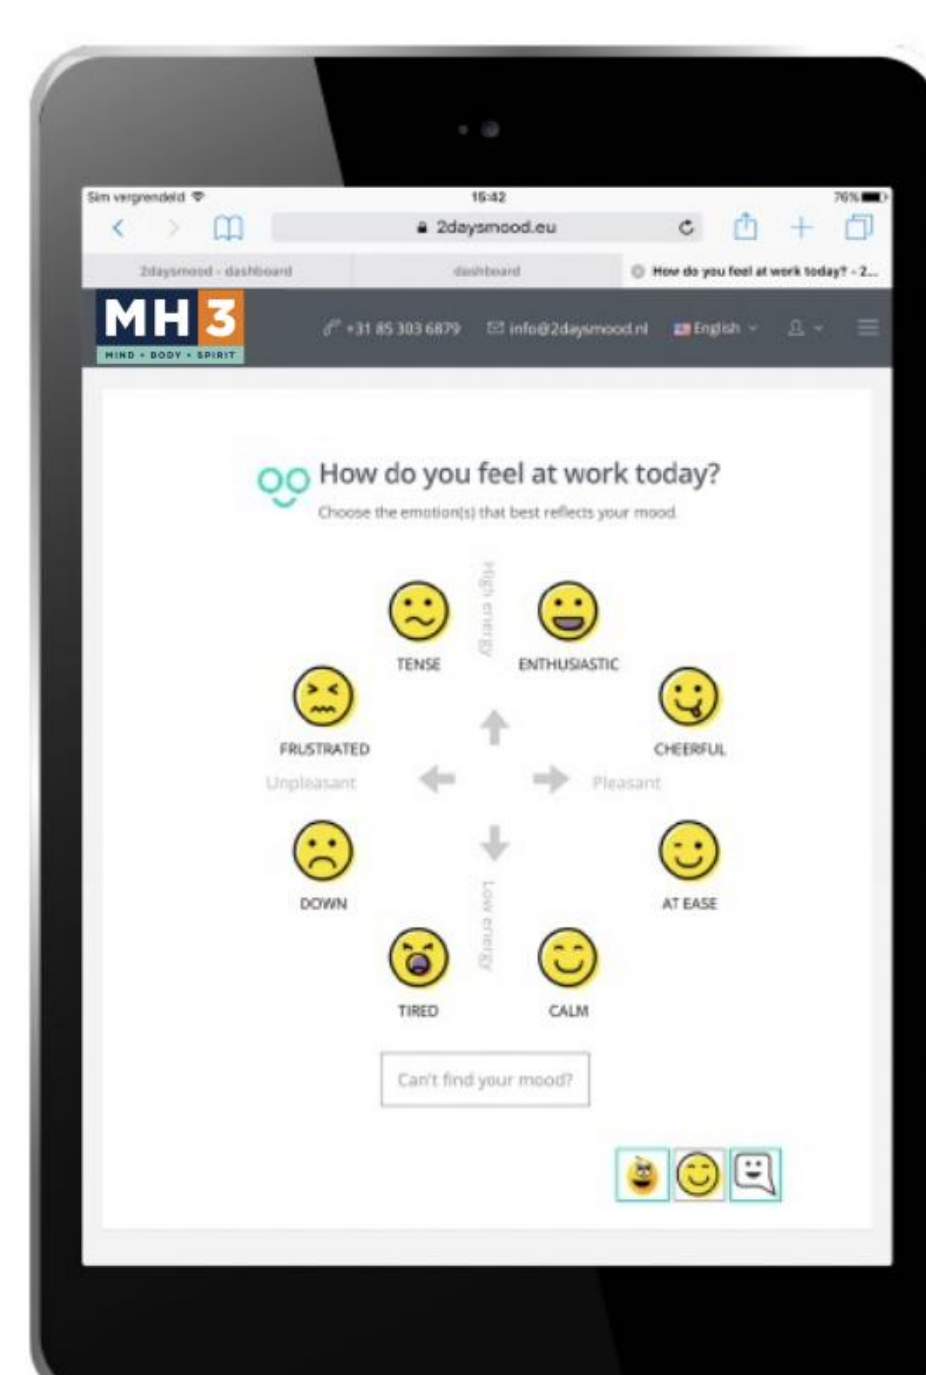 Sim vergrendeld 15:42 76%
2daysmood.eu
2daysmood - dashboard dashboard How do you feel at work today? - 2...
MH3
MIND • BODY • SPIRIT
+31 85 303 6879 info@2daysmood.nl English
How do you feel at work today?
Choose the emotion(s) that best reflects your mood.
High energy
TENSE ENTHUSIASTIC
FRUSTRATED CHEERFUL
Unpleasant Pleasant
DOWN AT EASE
Low energy
TIRED CALM
Can't find your mood?